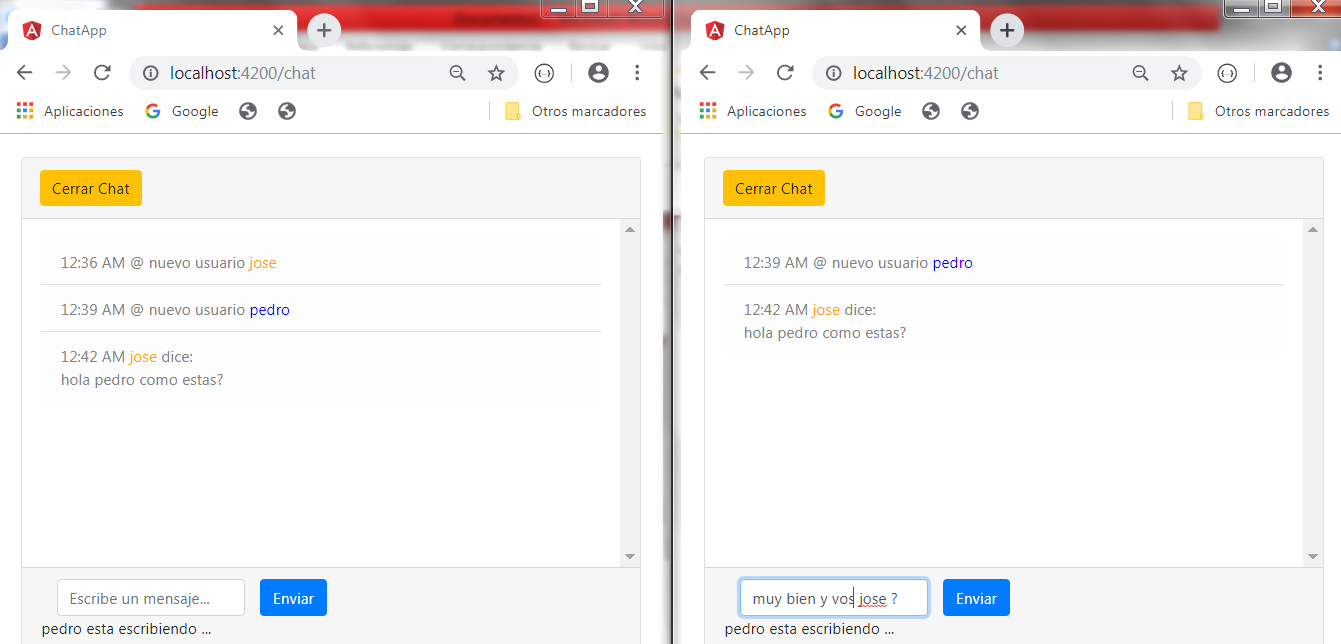 ChatApp
localhost:4200/chat
Aplicaciones Google Otros marcadores
Cerrar Chat
12:36 AM @ nuevo usuario jose
12:39 AM @ nuevo usuario pedro
12:42 AM jose dice:
hola pedro como estas?
Escribe un mensaje... Enviar
pedro esta escribiendo ...
ChatApp
localhost:4200/chat
Aplicaciones Google Otros marcadores
Cerrar Chat
12:39 AM @ nuevo usuario pedro
12:42 AM jose dice:
hola pedro como estas?
muy bien y vos jose ? Enviar
pedro esta escribiendo ...